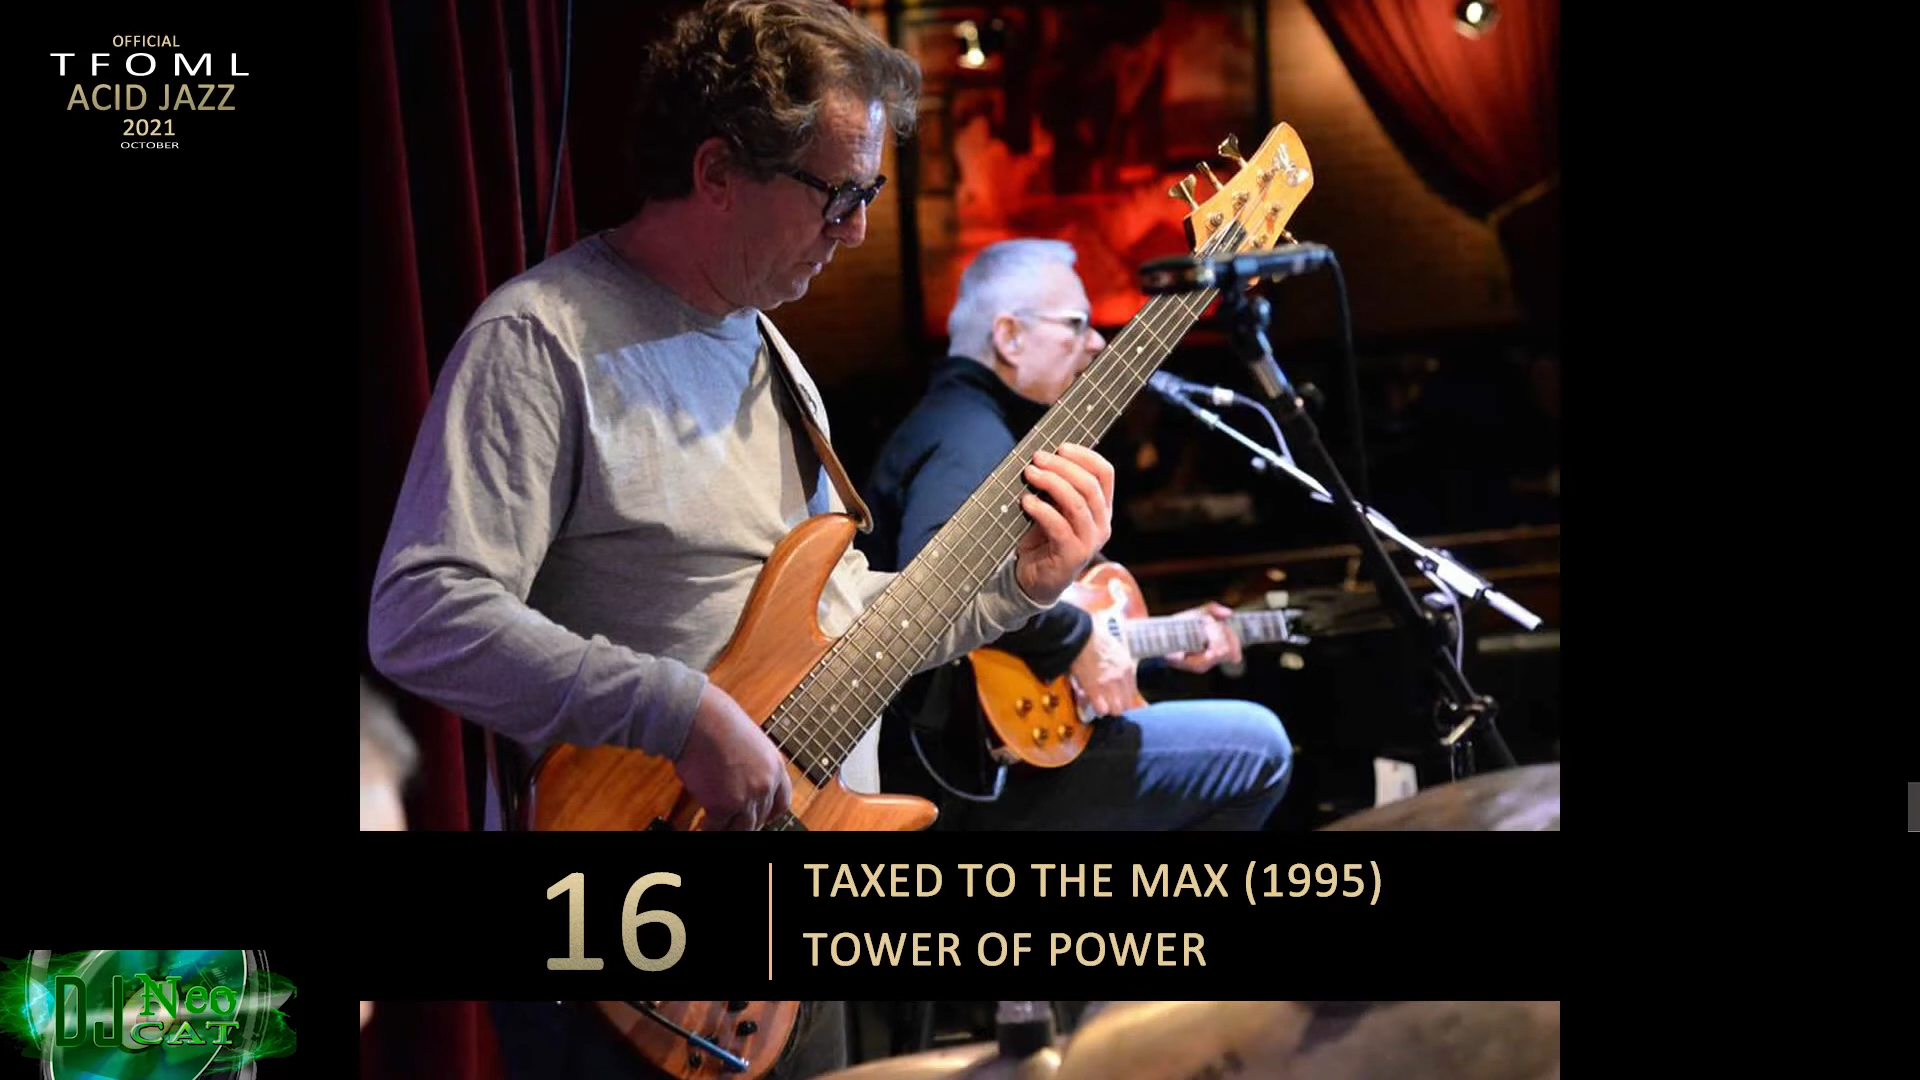 OFFICIAL
TFOML
ACID JAZZ
2021
OCTOBER
16
TAXED TO THE MAX (1995)
TOWER OF POWER
DJ Neo
CAT